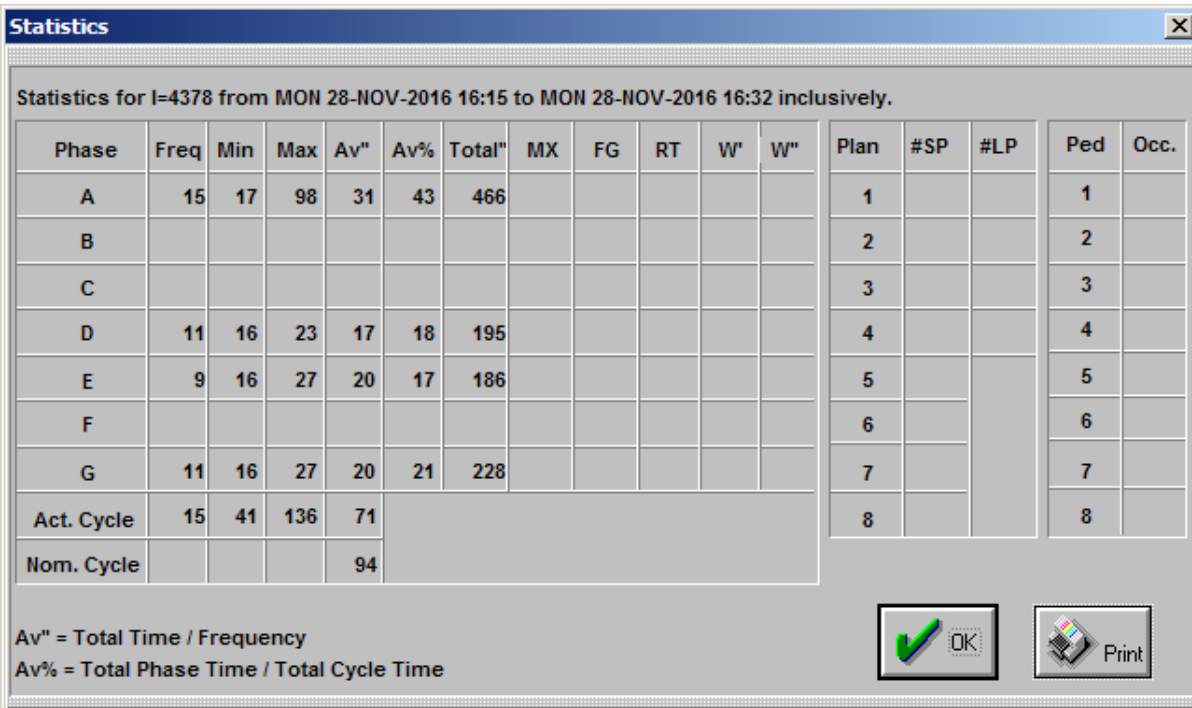 Statistics
Statistics for I=4378 from MON 28-NOV-2016 16:15 to MON 28-NOV-2016 16:32 inclusively.
Phase Freq Min Max Av" Av% Total" MX FG RT W' W"
A 15 17 98 31 43 466
B
C
D 11 16 23 17 18 195
E 9 16 27 20 17 186
F
G 11 16 27 20 21 228
Act. Cycle 15 41 136 71
Nom. Cycle 94
Plan #SP #LP
1
2
3
4
5
6
7
8
Ped Occ.
1
2
3
4
5
6
7
8
Av" = Total Time / Frequency
Av% = Total Phase Time / Total Cycle Time
OK
Print